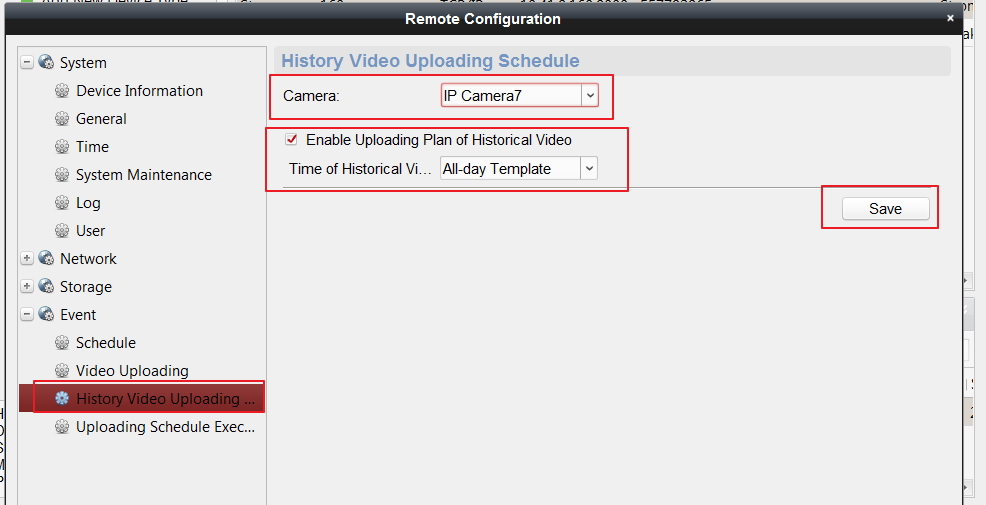 Remote Configuration
×
System
Device Information
General
Time
System Maintenance
Log
User
Network
Storage
Event
Schedule
Video Uploading
History Video Uploading ...
Uploading Schedule Exec...
History Video Uploading Schedule
Camera: IP Camera7
Enable Uploading Plan of Historical Video
Time of Historical Vi... All-day Template
Save